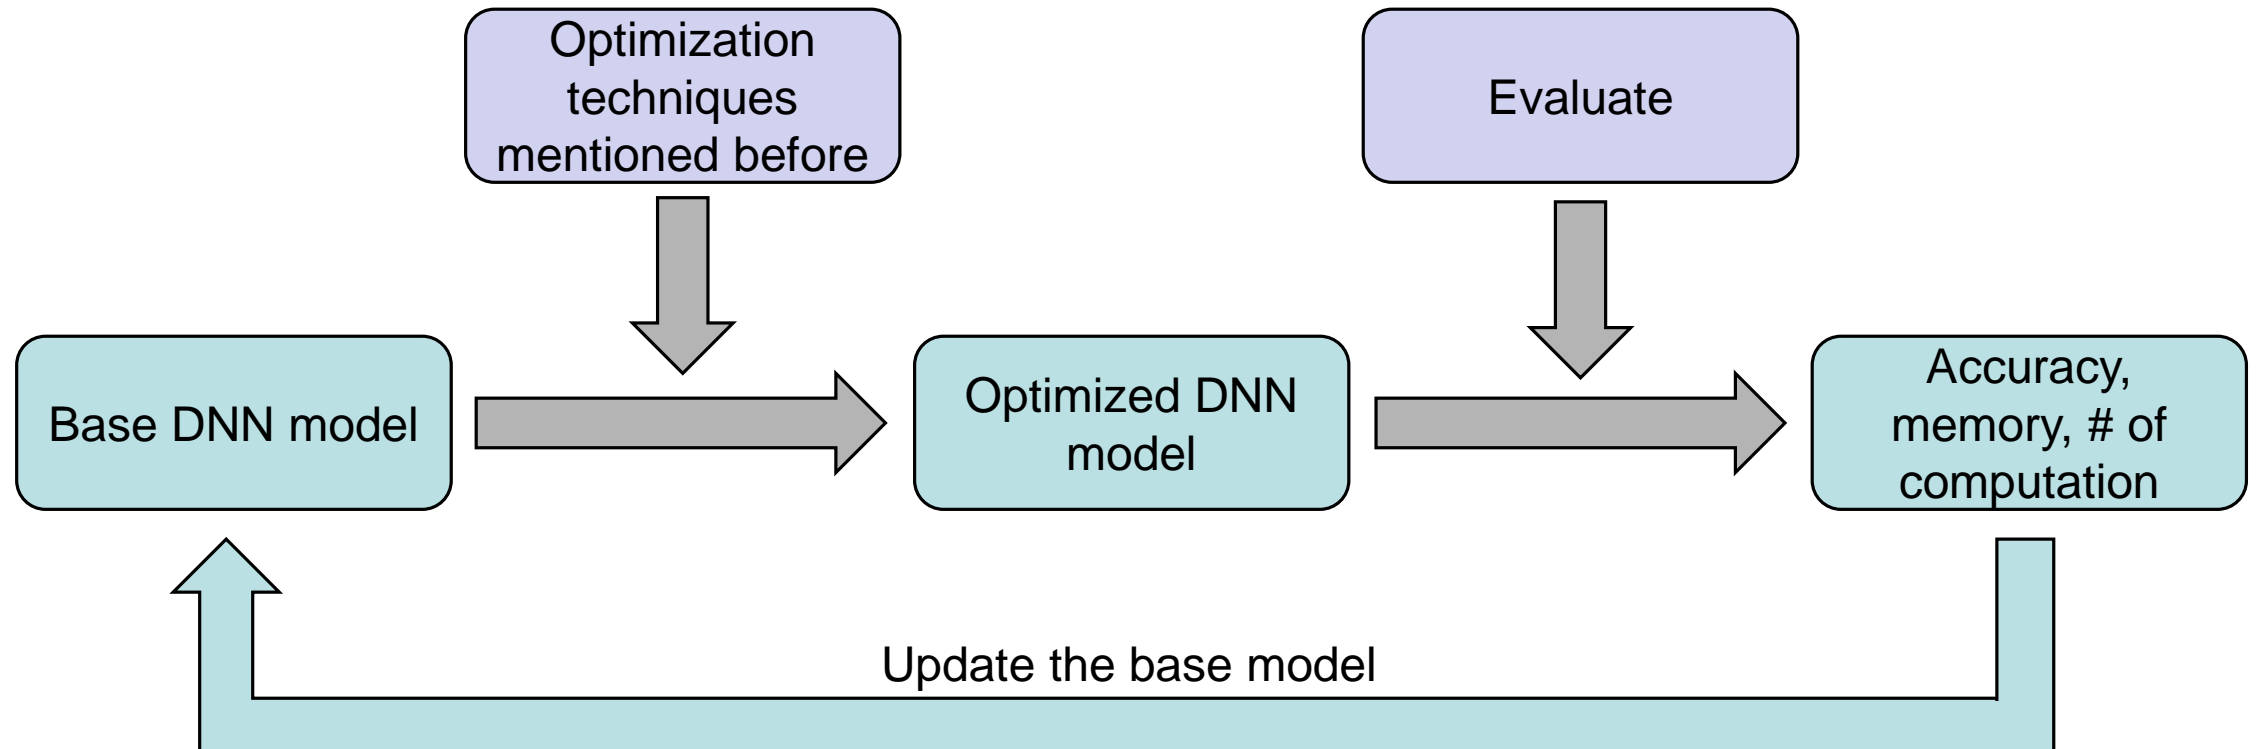 Optimization
techniques
mentioned before
Evaluate
Base DNN model
Optimized DNN
model
Accuracy,
memory, # of
computation
Update the base model